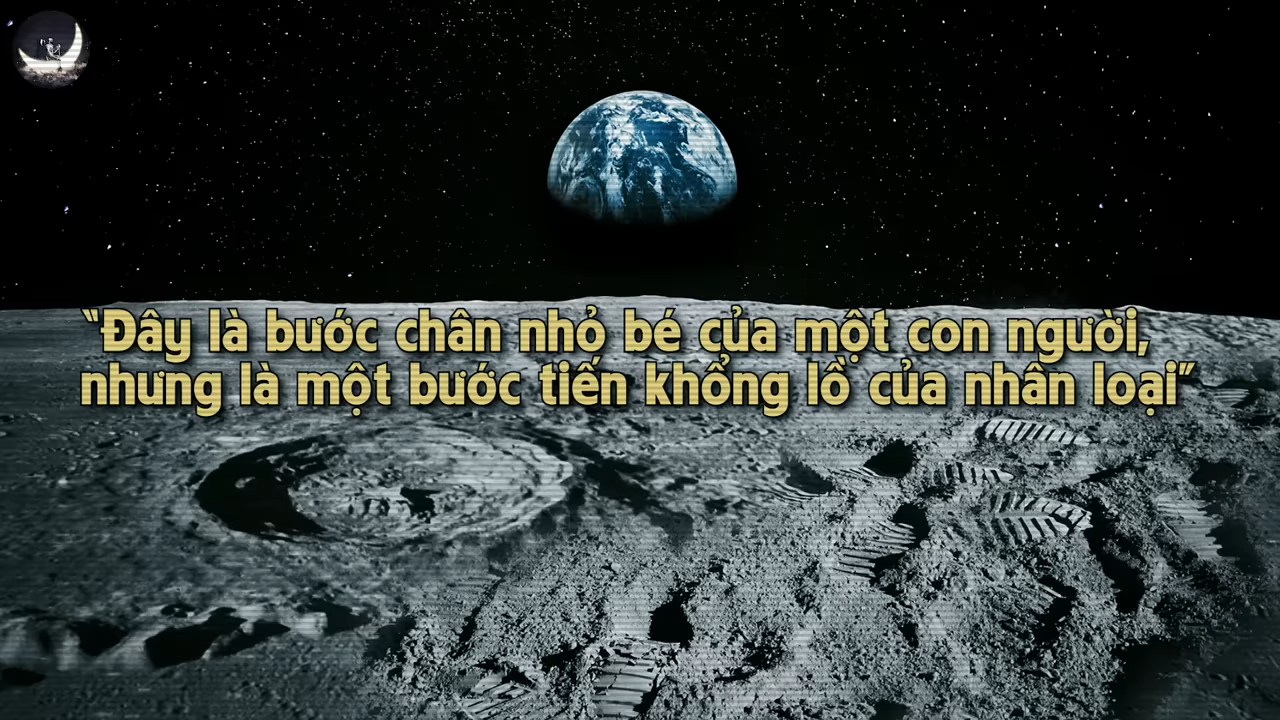 “Đây là bước chân nhỏ bé của một con người,
nhưng là một bước tiến khổng lồ của nhân loại”